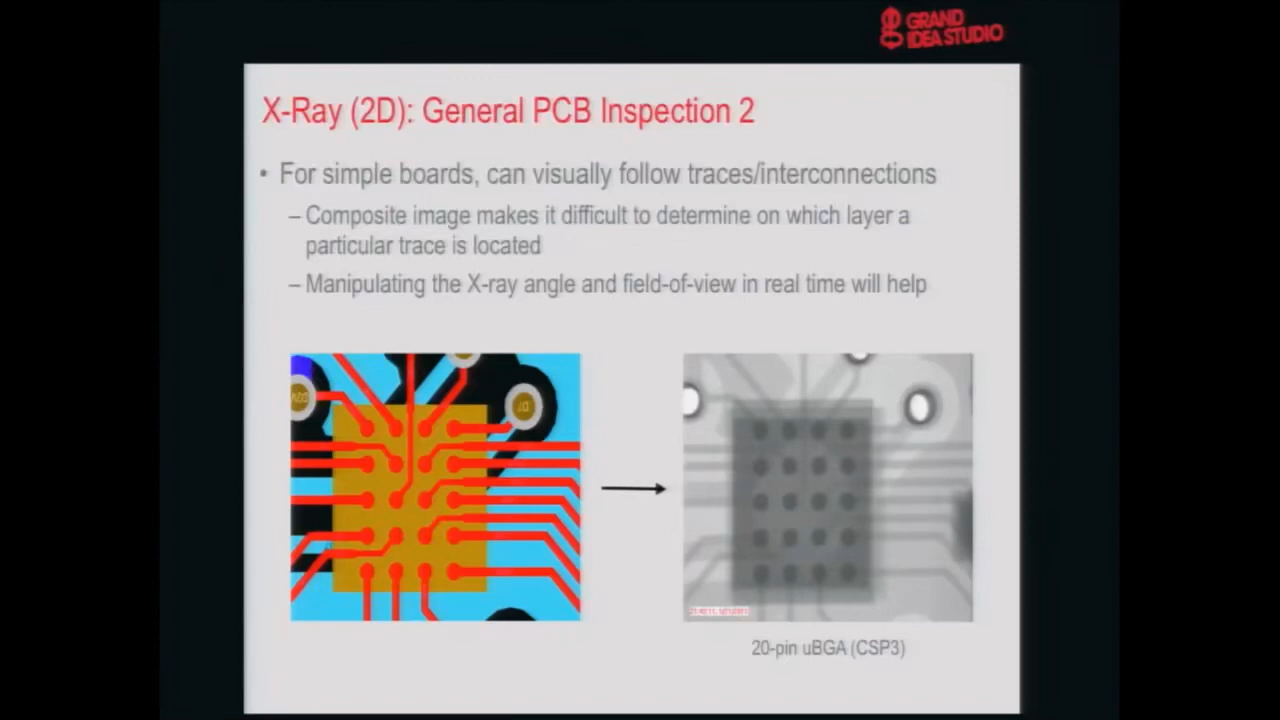 GRAND
IDEA STUDIO
X-Ray (2D): General PCB Inspection 2
• For simple boards, can visually follow traces/interconnections
– Composite image makes it difficult to determine on which layer a
particular trace is located
– Manipulating the X-ray angle and field-of-view in real time will help
20-pin uBGA (CSP3)